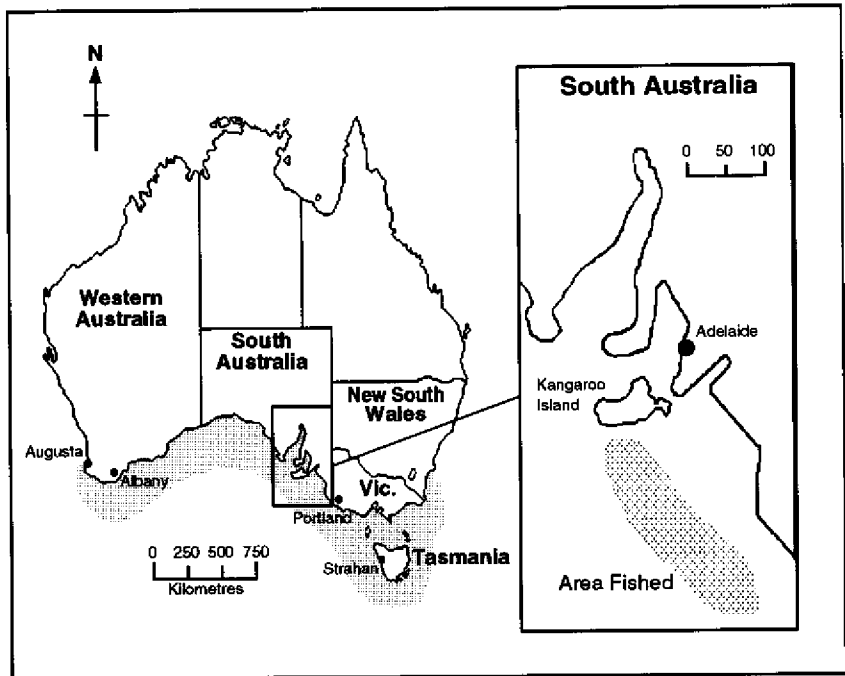 N
Western
Australia
South
Australia
New South
Wales
Augusta
Albany
Portland
Vic.
Strahan
Tasmania
0 250 500 750
Kilometres
South Australia
0 50 100
Adelaide
Kangaroo
Island
Area Fished